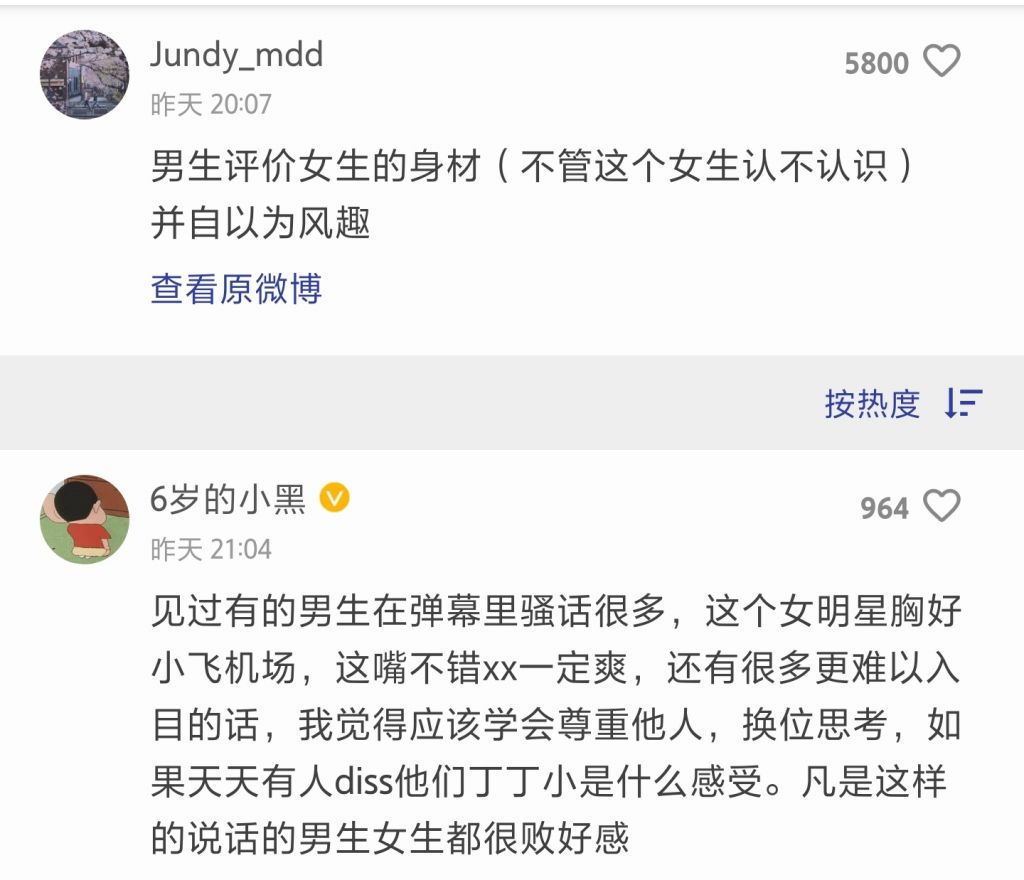 Jundy_mdd
5800
昨天 20:07
男生评价女生的身材（不管这个女生认不认识）
并自以为风趣
查看原微博
按热度
6岁的小黑
964
昨天 21:04
见过有的男生在弹幕里骚话很多，这个女明星胸好
小飞机场，这嘴不错xx一定爽，还有很多更难以入
目的话，我觉得应该学会尊重他人，换位思考，如
果天天有人diss他们丁丁小是什么感受。凡是这样
的说话的男生女生都很败好感